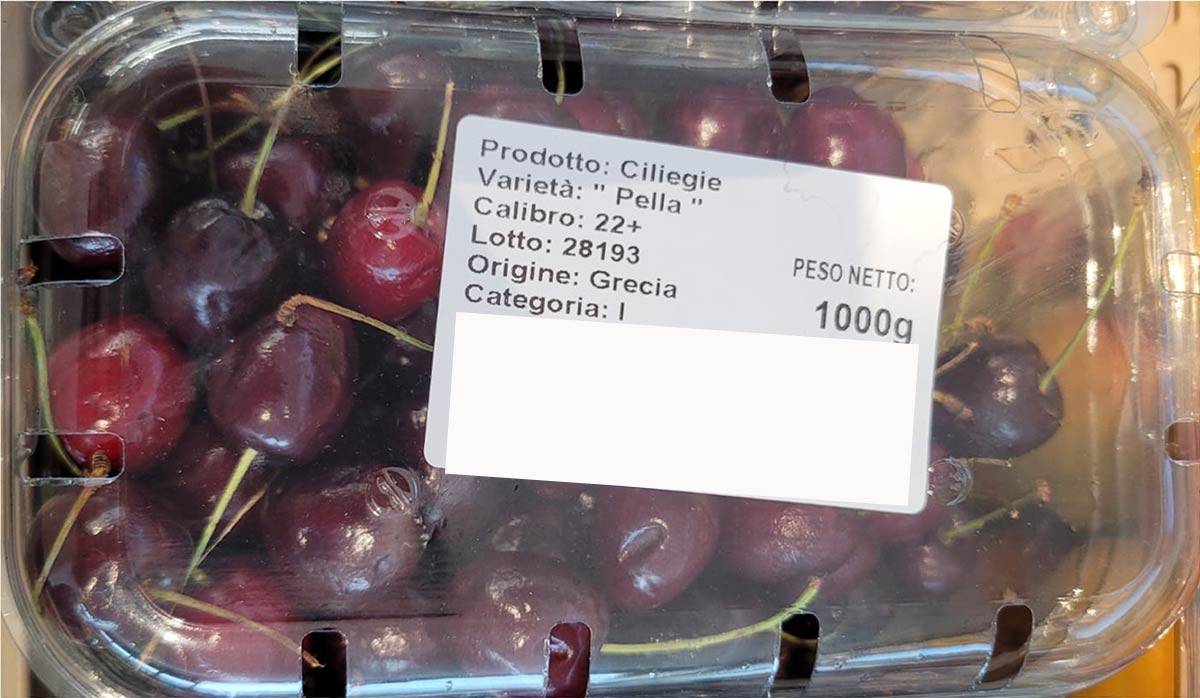 Prodotto: Ciliegie
Varietà: " Pella "
Calibro: 22+
Lotto: 28193
Origine: Grecia
Categoria: I
PESO NETTO:
1000g